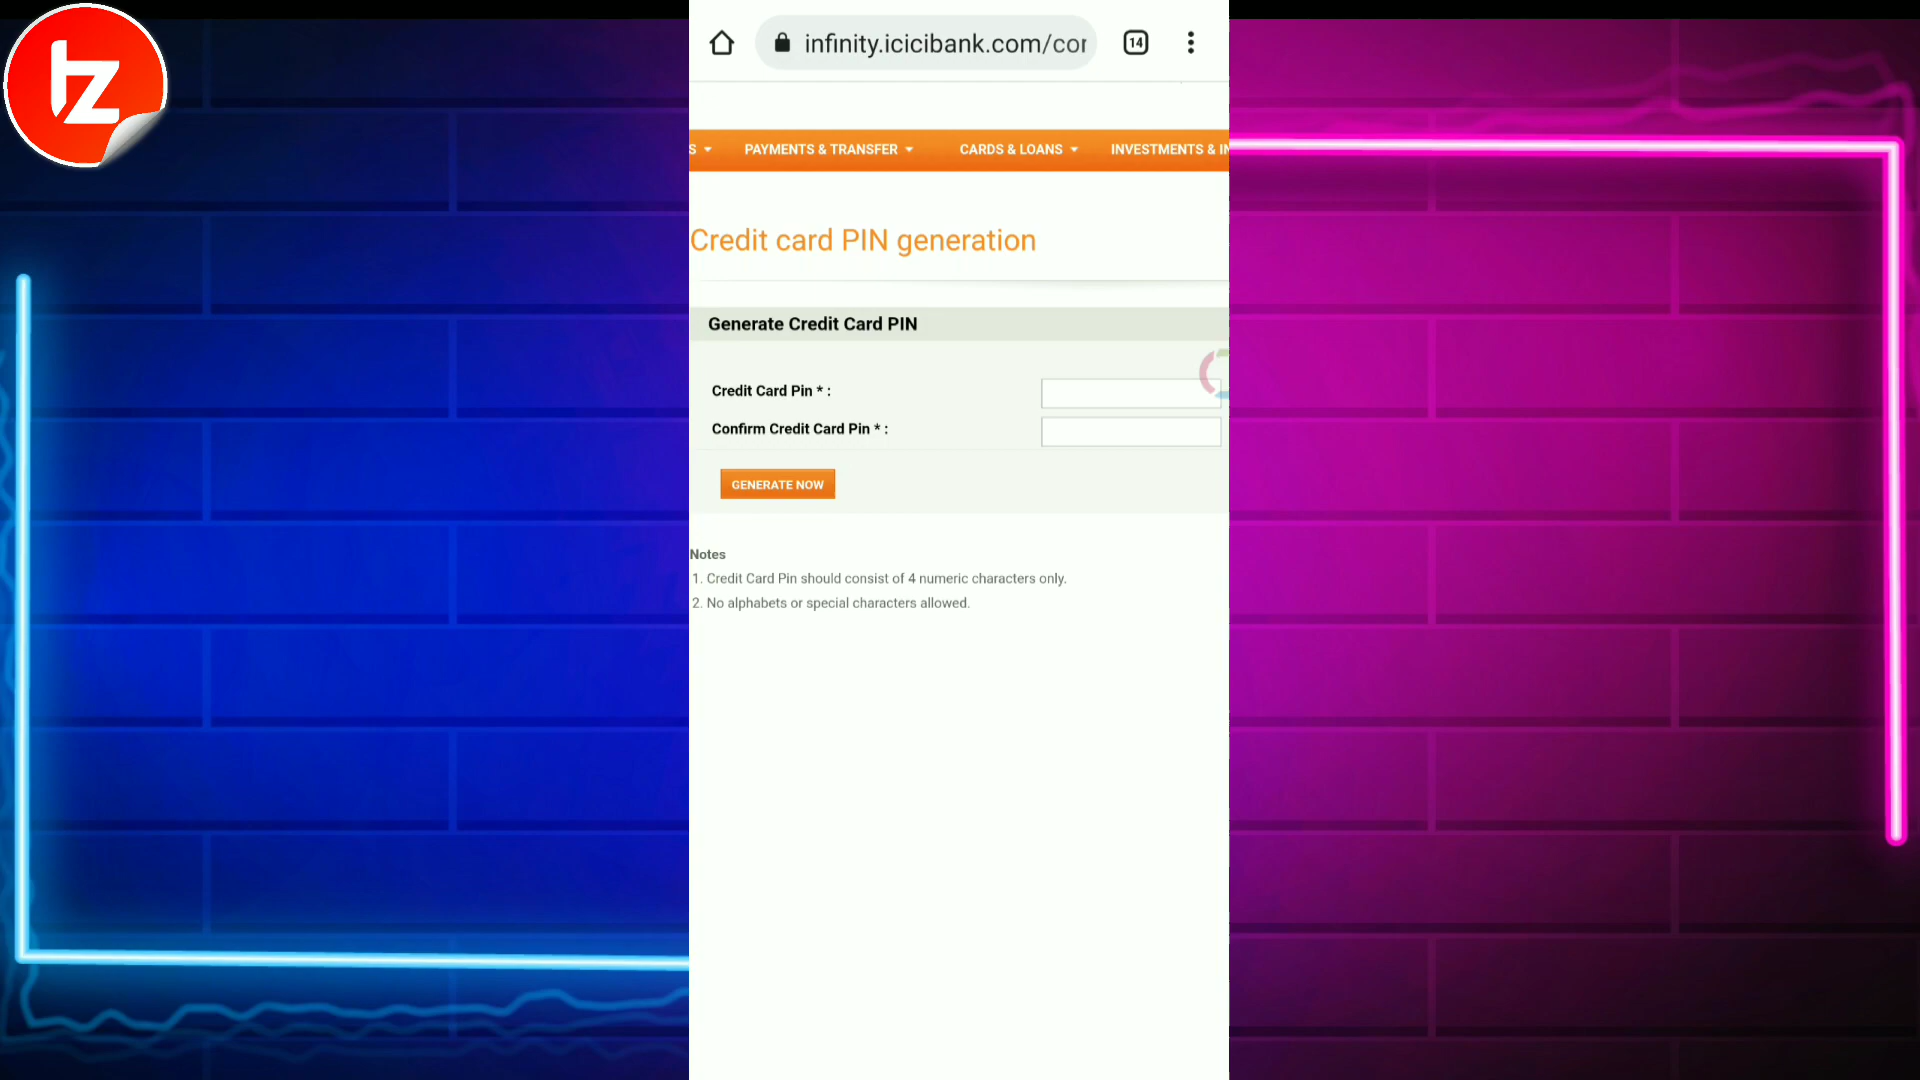 tz
infinity.icicibank.com/cor
14
S
PAYMENTS & TRANSFER
CARDS & LOANS
INVESTMENTS & IN
Credit card PIN generation
Generate Credit Card PIN
Credit Card Pin * :
Confirm Credit Card Pin * :
GENERATE NOW
Notes
1. Credit Card Pin should consist of 4 numeric characters only.
2. No alphabets or special characters allowed.